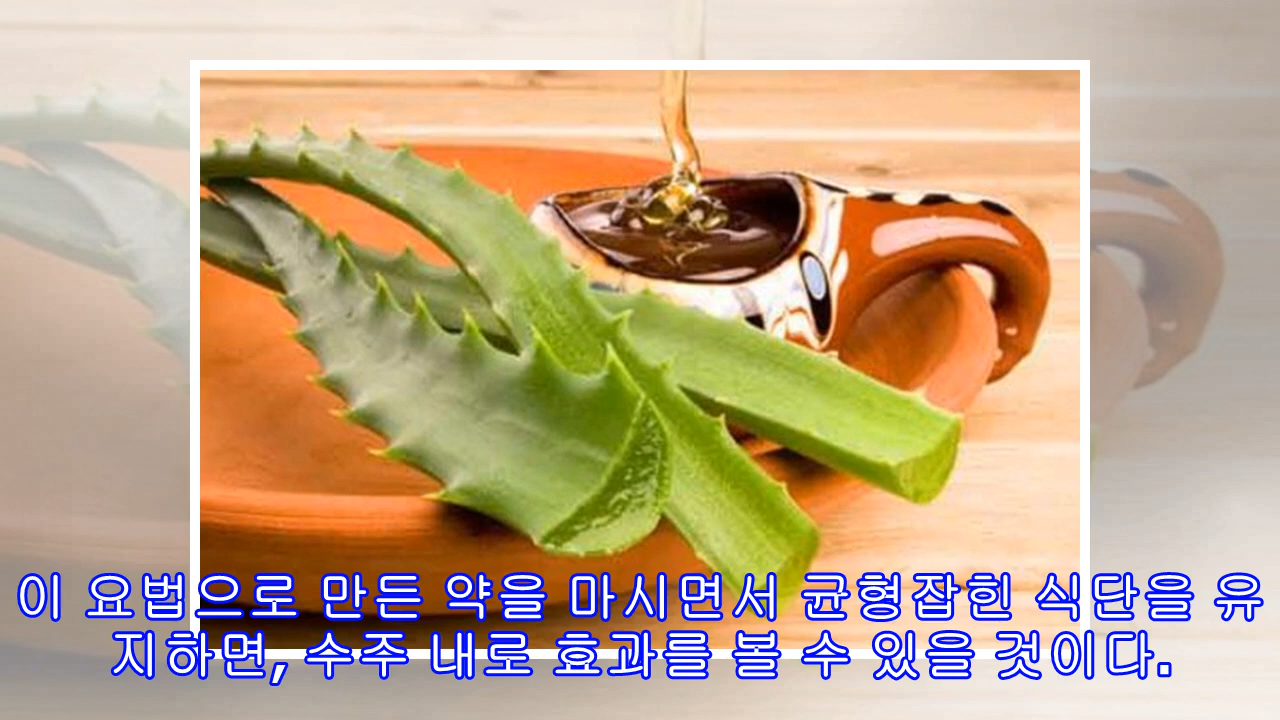 이 요법으로 만든 약을 마시면서 균형잡힌 식단을 유
지하면, 수주 내로 효과를 볼 수 있을 것이다.